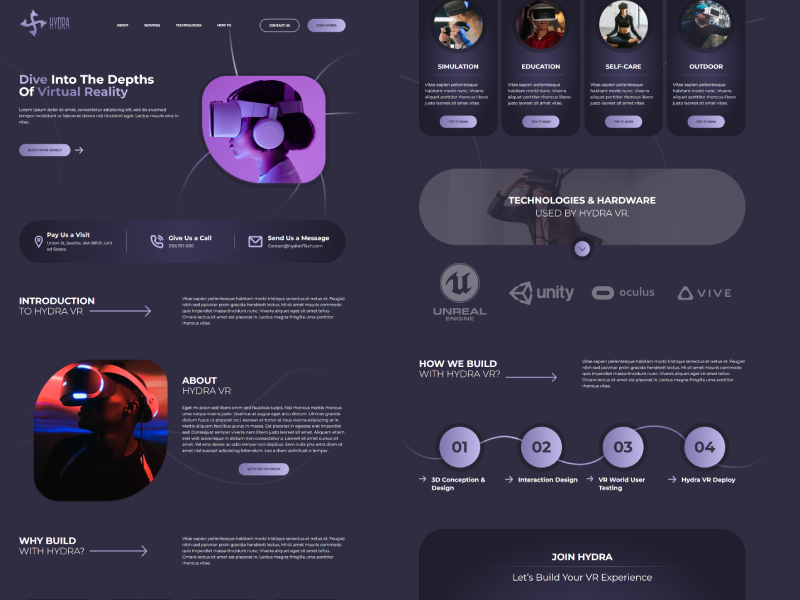 HYDRA
ABOUT
SERVICES
TECHNOLOGIES
HOW TO
CONTACT US
JOIN HYDRA
Dive Into The Depths
Of Virtual Reality
Lorem ipsum dolor sit amet, consectetur adipiscing elit, sed do eiusmod
tempor incididunt ut labore et dolore nisl tincidunt eget. Lectus mauris eros in
vitae.
BUILD YOUR WORLD
Pay Us a Visit
Union St, Seattle, WA 98101, Unit
ed States
Give Us a Call
(110) 1111-1010
Send Us a Message
Contact@HydraVTech.com
INTRODUCTION
TO HYDRA VR
Vitae sapien pellentesque habitant morbi tristique senectus et netus et. Feugiat
nibh sed pulvinar proin gravida hendrerit lectus. Mi sit amet mauris commodo
quis imperdiet massa tincidunt nunc. Viverra aliquet eget sit amet tellus.
Ornare lectus sit amet est placerat in. Lectus magna fringilla urna porttitor
rhoncus vitae.
ABOUT
HYDRA VR
Eget mi proin sed libero enim sed faucibus turpis. Nisl rhoncus mattis rhoncus
urna neque viverra justo. Vivamus at augue eget arcu dictum. Ultrices gravida
dictum fusce ut placerat orci. Aenean et tortor at risus viverra adipiscing at in.
Mattis aliquam faucibus purus in massa. Est placerat in egestas erat imperdiet
sed. Consequat semper viverra nam libero justo laoreet sit amet. Aliquam etiam
erat velit scelerisque in dictum non consectetur a. Laoreet sit amet cursus sit
amet. Vel eros donec ac odio tempor orci dapibus. Sem nulla pharetra diam sit
amet nisl suscipit adipiscing bibendum. Leo a diam sollicitudin tempor.
LET'S GET IN TOUCH
WHY BUILD
WITH HYDRA?
Vitae sapien pellentesque habitant morbi tristique senectus et netus et. Feugiat
nibh sed pulvinar proin gravida hendrerit lectus. Mi sit amet mauris commodo
quis imperdiet massa tincidunt nunc. Viverra aliquet eget sit amet tellus.
Ornare lectus sit amet est placerat in. Lectus magna fringilla urna porttitor
rhoncus vitae.
SIMULATION
Vitae sapien pellentesque
habitant morbi nunc. Viverra
aliquet porttitor rhoncus libero
justo laoreet sit amet vitae.
TRY IT NOW
EDUCATION
Vitae sapien pellentesque
habitant morbi nunc. Viverra
aliquet porttitor rhoncus libero
justo laoreet sit amet vitae.
TRY IT NOW
SELF-CARE
Vitae sapien pellentesque
habitant morbi nunc. Viverra
aliquet porttitor rhoncus libero
justo laoreet sit amet vitae.
TRY IT NOW
OUTDOOR
Vitae sapien pellentesque
habitant morbi nunc. Viverra
aliquet porttitor rhoncus libero
justo laoreet sit amet vitae.
TRY IT NOW
TECHNOLOGIES & HARDWARE
USED BY HYDRA VR.
UNREAL
ENGINE
unity
oculus
VIVE
HOW WE BUILD
WITH HYDRA VR?
Vitae sapien pellentesque habitant morbi tristique senectus et netus et. Feugiat
nibh sed pulvinar proin gravida hendrerit lectus. Mi sit amet mauris commodo
quis imperdiet massa tincidunt nunc. Viverra aliquet eget sit amet tellus.
Ornare lectus sit amet est placerat in. Lectus magna fringilla urna porttitor
rhoncus vitae.
01
02
03
04
3D Conception &
Design
Interaction Design
VR World User
Testing
Hydra VR Deploy
JOIN HYDRA
Let's Build Your VR Experience